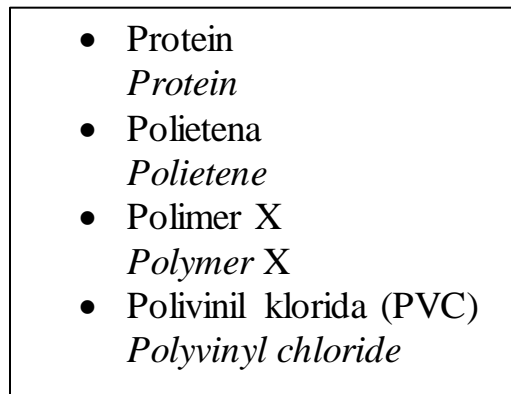 • Protein
Protein
• Polietena
Polietene
• Polimer X
Polymer X
• Polivinil klorida (PVC)
Polyvinyl chloride